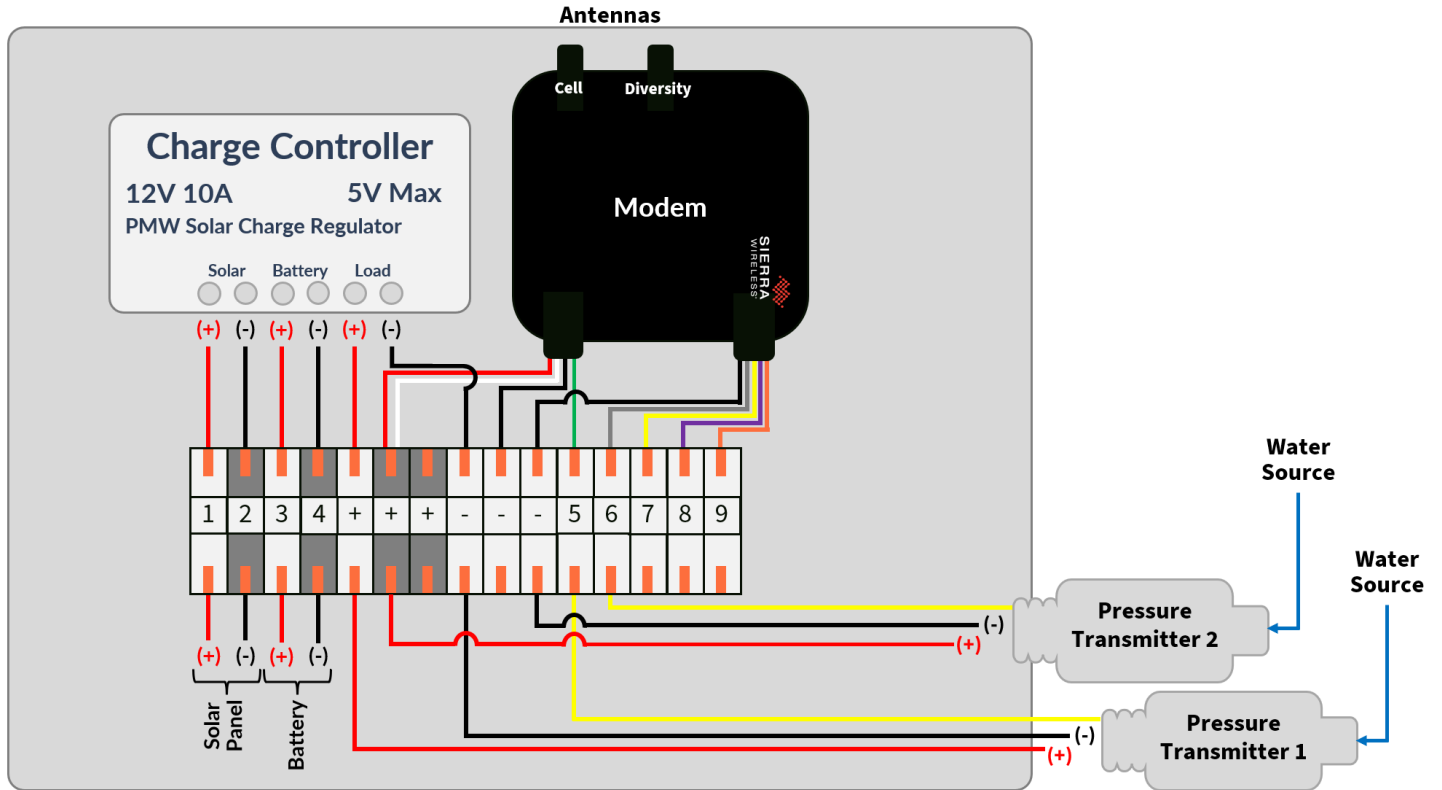 Antennas
Cell
Diversity
Charge Controller
12V 10A
5V Max
PMW Solar Charge Regulator
Solar
Battery
Load
Modem
SIERRA
WIRELESS
(+)
(-)
(+)
(-)
(+)
(-)
1
2
3
4
+
+
+
-
-
-
5
6
7
8
9
(+)
(-)
(+)
(-)
Solar
Panel
Battery
Water
Source
Water
Source
Pressure
Transmitter 2
(-)
(+)
Pressure
Transmitter 1
(-)
(+)